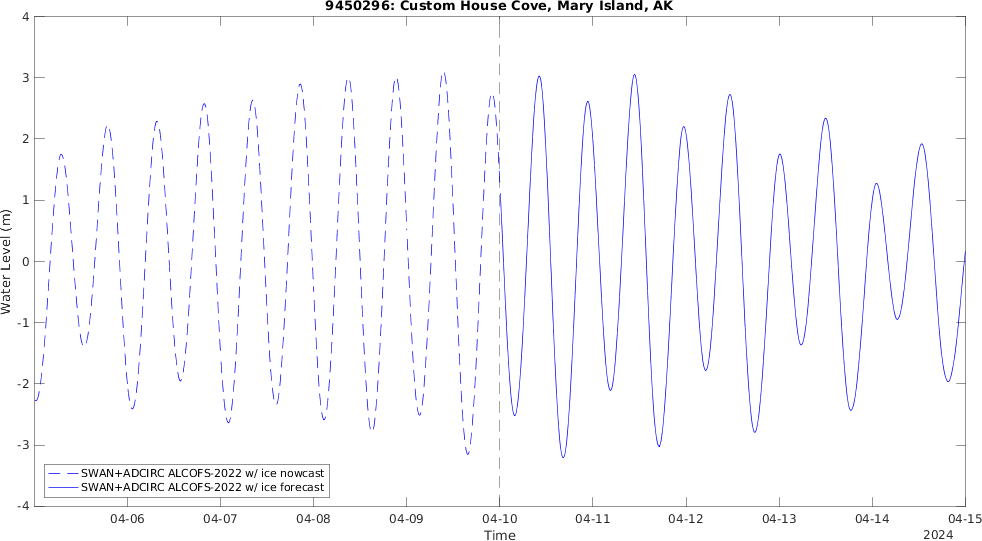 9450296: Custom House Cove, Mary Island, AK
4
3
2
1
0
-1
-2
-3
-4
Water Level (m)
SWAN+ADCIRC ALCOFS-2022 w/ ice nowcast
SWAN+ADCIRC ALCOFS-2022 w/ ice forecast
04-06 04-07 04-08 04-09 04-10 04-11 04-12 04-13 04-14 04-15
Time
2024